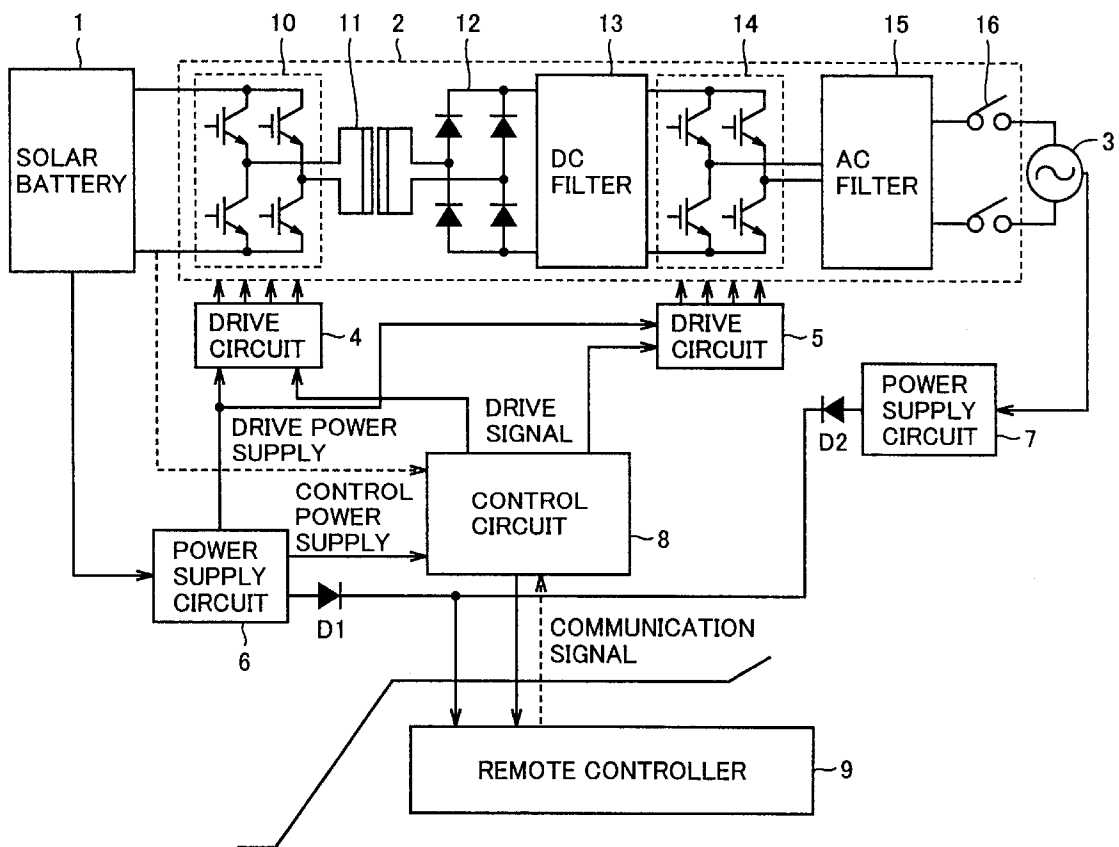 1
10
11
2
12
13
14
15
16
SOLAR
BATTERY
DC
FILTER
AC
FILTER
3
DRIVE
CIRCUIT
4
DRIVE
CIRCUIT
5
DRIVE POWER
SUPPLY
DRIVE
SIGNAL
D2
POWER
SUPPLY
CIRCUIT
7
CONTROL
POWER
SUPPLY
CONTROL
CIRCUIT
8
POWER
SUPPLY
CIRCUIT
6
D1
COMMUNICATION
SIGNAL
REMOTE CONTROLLER
9